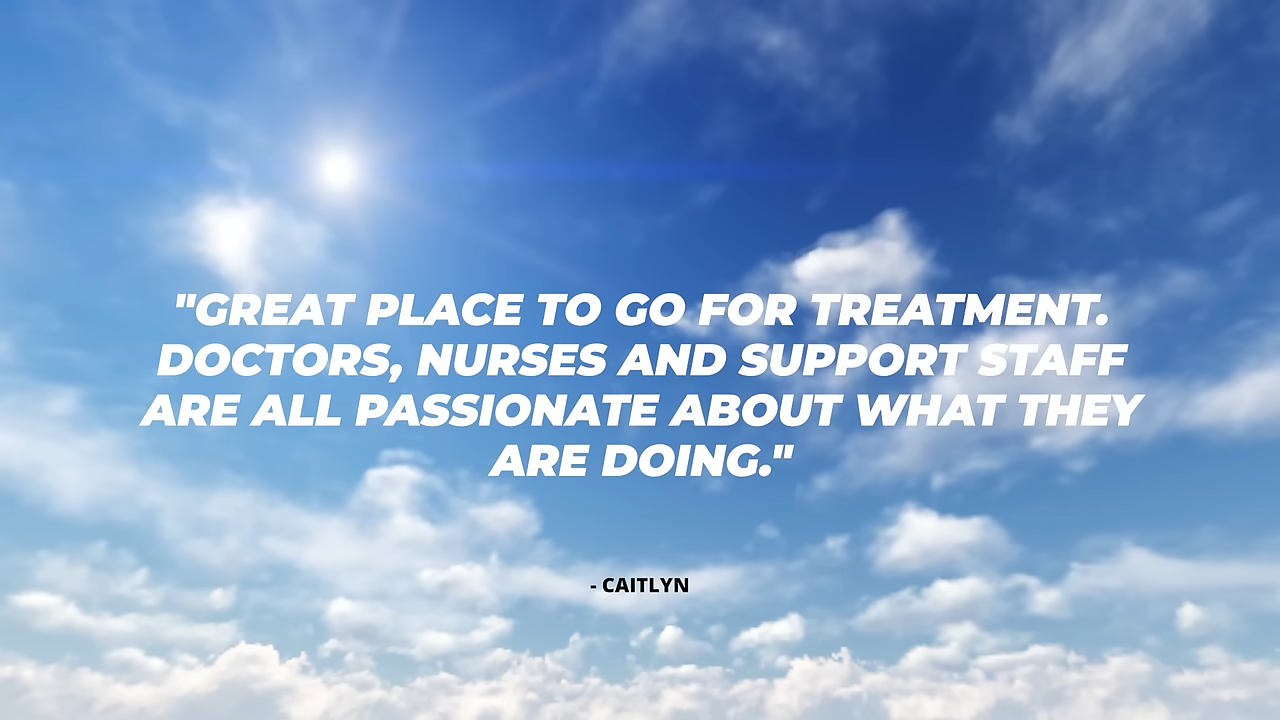 "GREAT PLACE TO GO FOR TREATMENT.
DOCTORS, NURSES AND SUPPORT STAFF
ARE ALL PASSIONATE ABOUT WHAT THEY
ARE DOING."
- CAITLYN